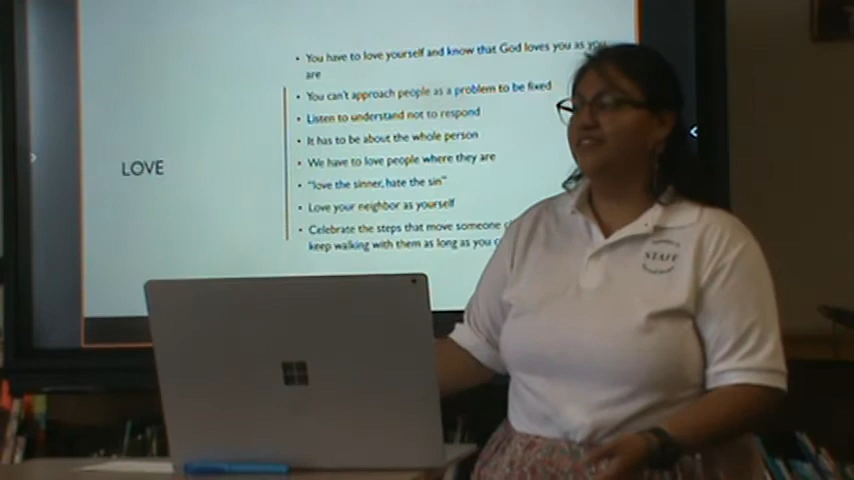 LOVE
• You have to love yourself and know that God loves you as you
are
• You can't approach people as a problem to be fixed
• Listen to understand not to respond
• It has to be about the whole person
• We have to love people where they are
• "love the sinner, hate the sin"
• Love your neighbor as yourself
• Celebrate the steps that move someone
keep walking with them as long as you
STAFF